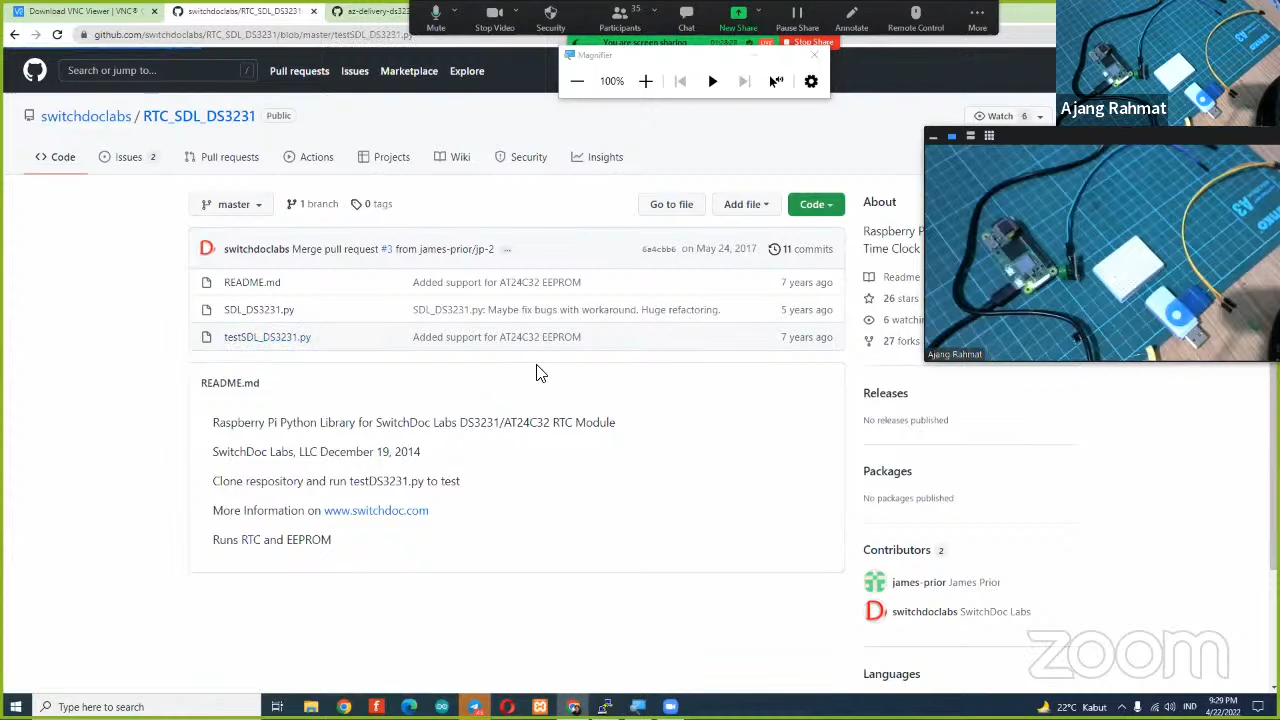 Download VNC Viewer | VNC®
switchdoclabs/RTC_SDL_DS3231
az-delivery-ds323
35
Mute
Stop Video
Security
Participants
Chat
New Share
Pause Share
Annotate
Remote Control
More
You are screen sharing
LIVE
Stop Share
Magnifier
100%
Search or jump...
/
Pull requests
Issues
Marketplace
Explore
switchdoclabs / RTC_SDL_DS3231
Public
Watch 6
Ajang Rahmat
Code
Issues 2
Pull requests
Actions
Projects
Wiki
Security
Insights
master
1 branch
0 tags
Go to file
Add file
Code
About
switchdoclabs Merge pull request #3 from james-prior/jp-2 ...
6a4cbb6 on May 24, 2017
11 commits
Raspberry P
Time Clock
README.md
Added support for AT24C32 EEPROM
7 years ago
SDL_DS3231.py
SDL_DS3231.py: Maybe fix bugs with workaround. Huge refactoring.
5 years ago
testSDL_DS3231.py
Added support for AT24C32 EEPROM
7 years ago
Readme
26 stars
6 watchin
27 forks
Ajang Rahmat
README.md
Raspberry Pi Python Library for SwitchDoc Labs DS3231/AT24C32 RTC Module
SwitchDoc Labs, LLC December 19, 2014
Clone respository and run testDS3231.py to test
More Information on www.switchdoc.com
Runs RTC and EEPROM
Releases
No releases published
Packages
No packages published
Contributors 2
james-prior James Prior
switchdoclabs SwitchDoc Labs
Languages
zoom
Type here to search
22°C Kabut
IND
9:29 PM
4/22/2022